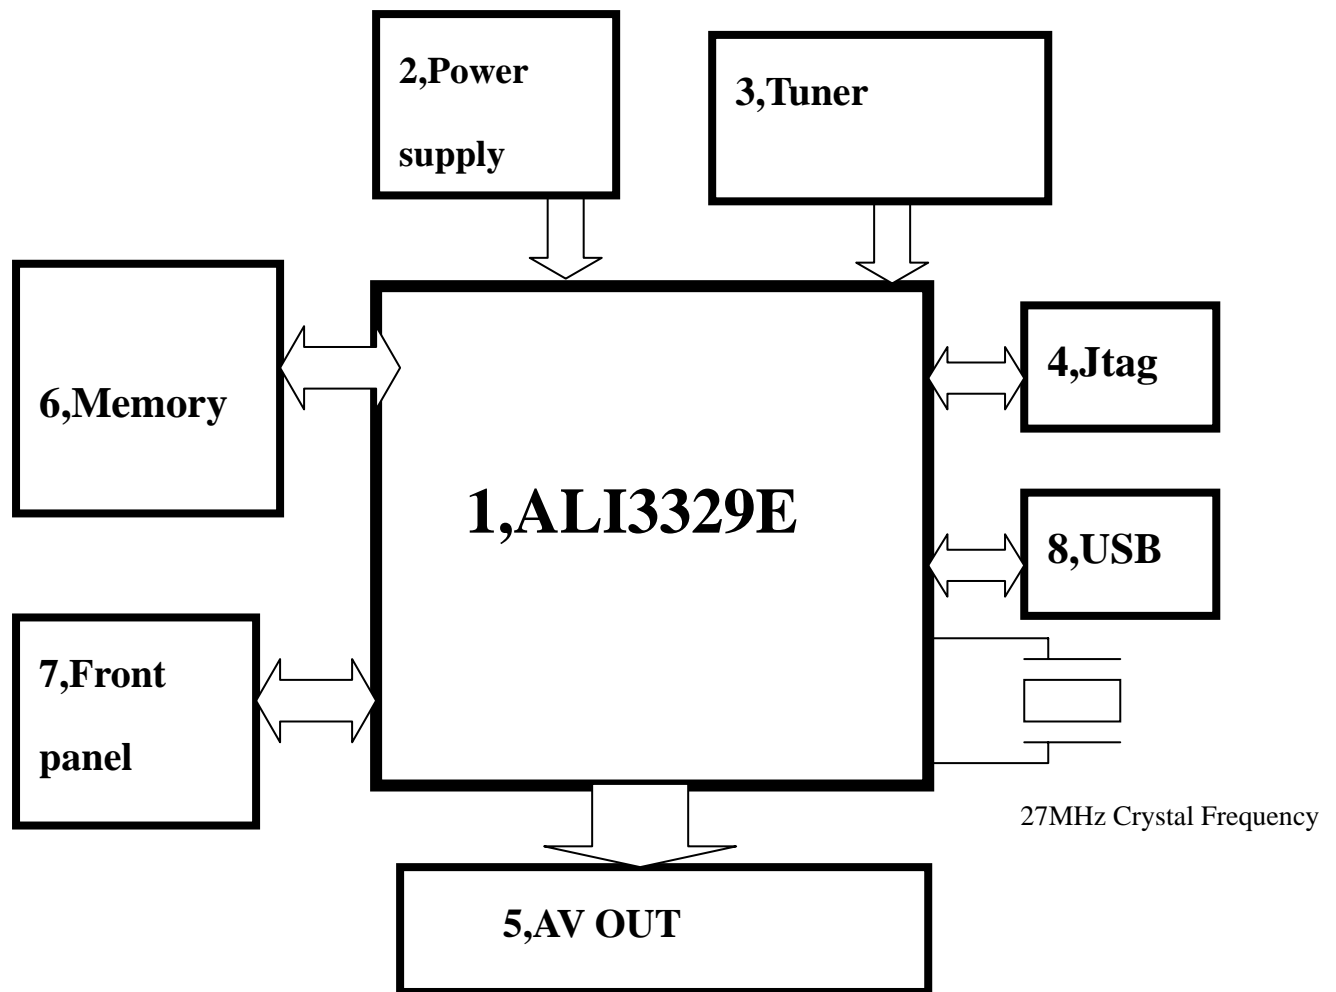 2,Power
supply
3,Tuner
6,Memory
4,Jtag
1,ALI3329E
8,USB
7,Front
panel
27MHz Crystal Frequency
5,AV OUT